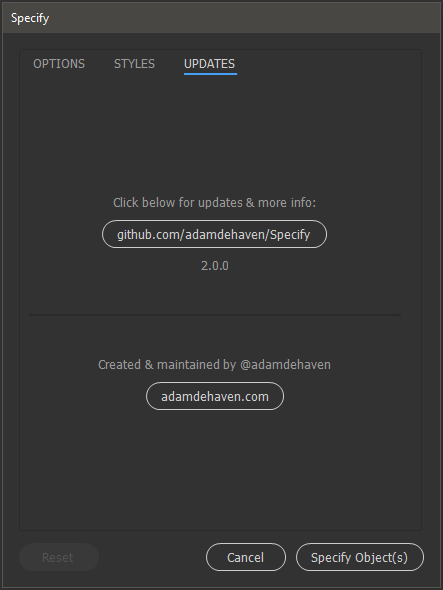 Specify
OPTIONS STYLES UPDATES
Click below for updates & more info:
github.com/adamdehaven/Specify
2.0.0
Created & maintained by @adamdehaven
adamdehaven.com
Reset Cancel Specify Object(s)